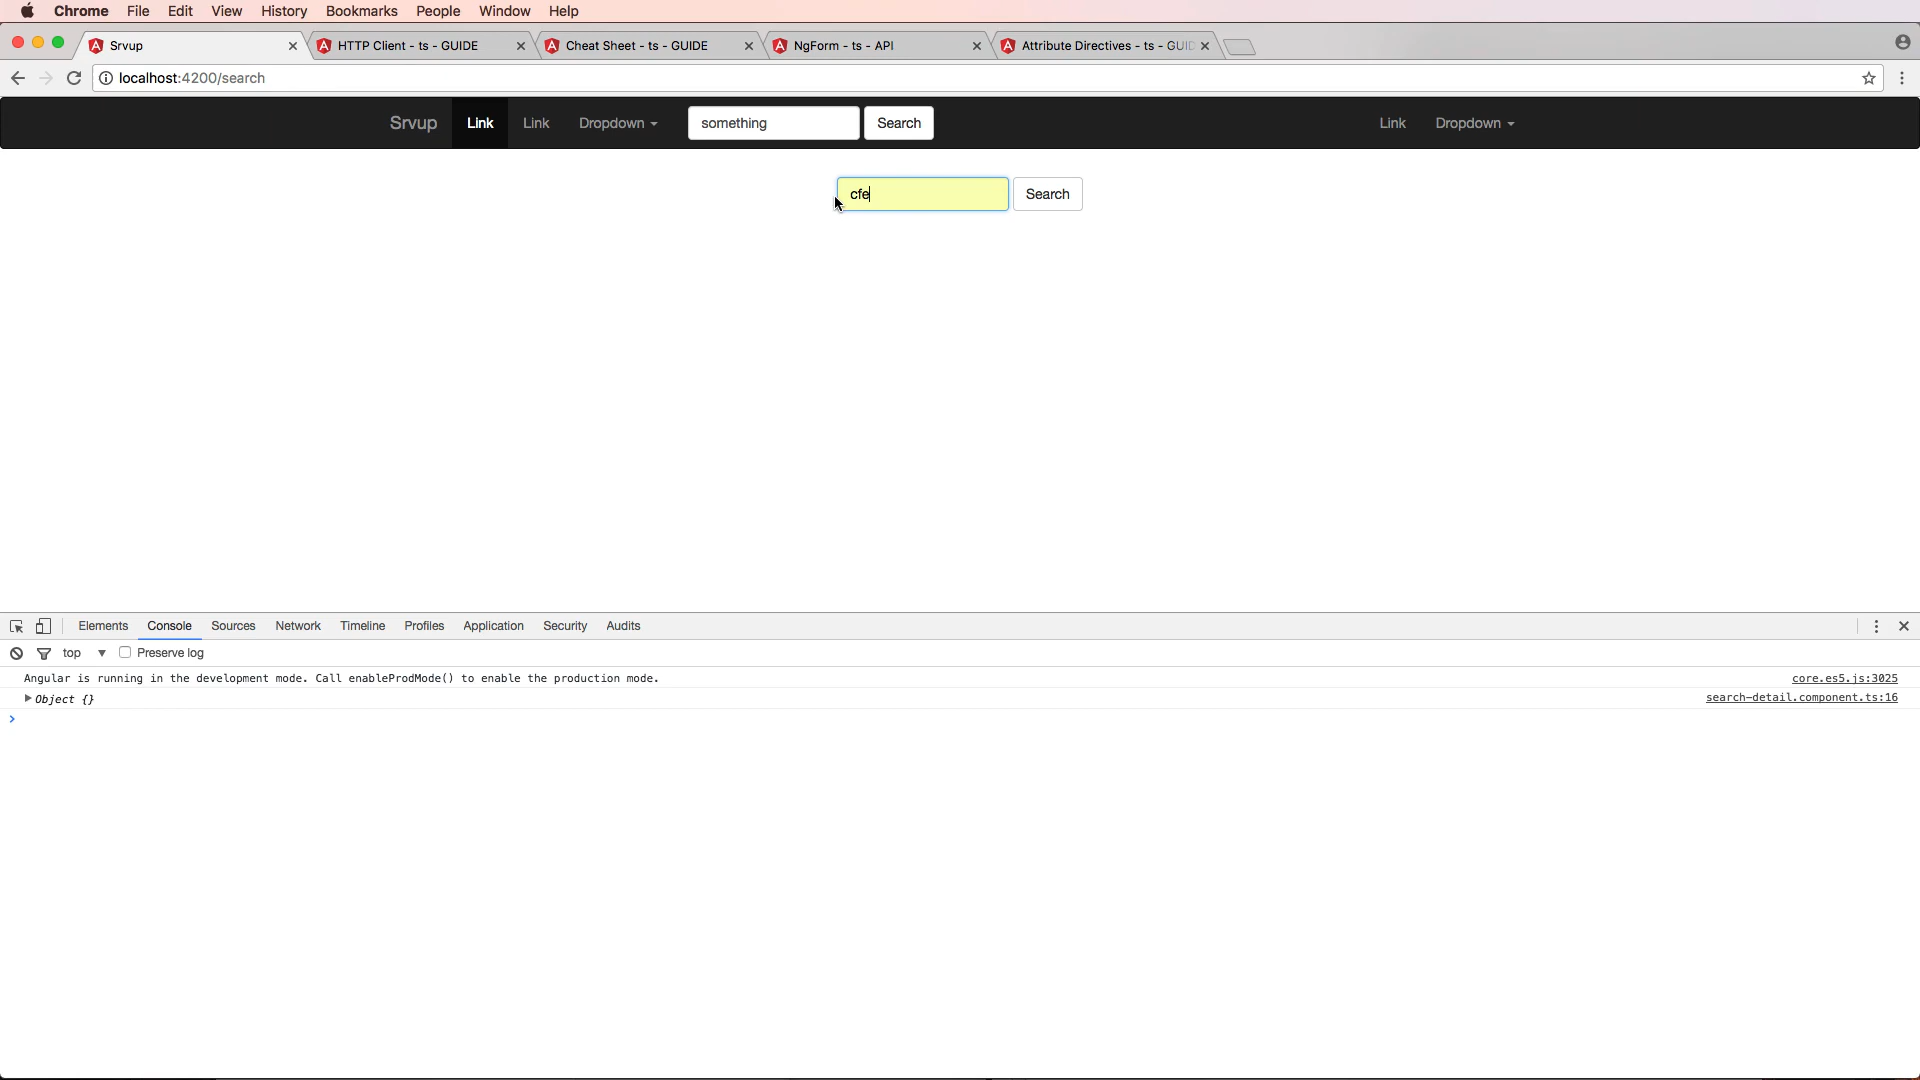 Chrome File Edit View History Bookmarks People Window Help
Srvup HTTP Client - ts - GUIDE Cheat Sheet - ts - GUIDE NgForm - ts - API Attribute Directives - ts - GUID
localhost:4200/search
Srvup Link Link Dropdown something Search Link Dropdown
cfe Search
Elements Console Sources Network Timeline Profiles Application Security Audits
top Preserve log
Angular is running in the development mode. Call enableProdMode() to enable the production mode. core.es5.js:3025
Object {} search-detail.component.ts:16